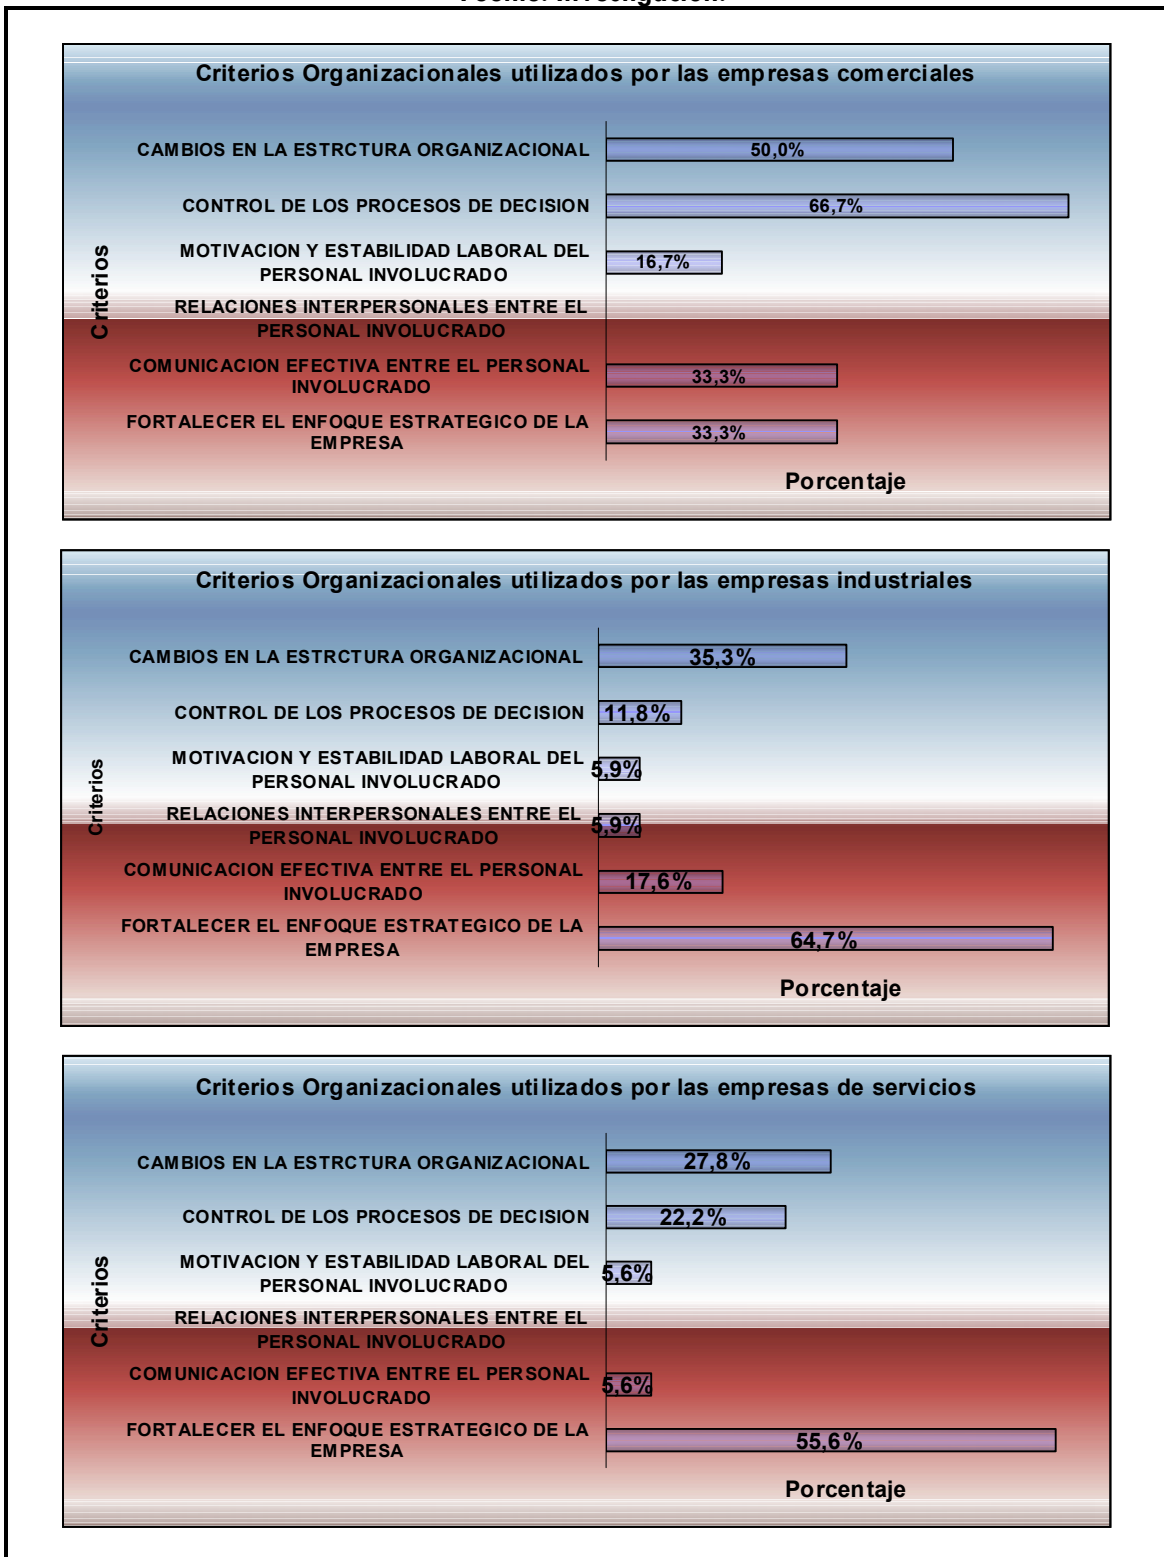 Criterios Organizacionales utilizados por las empresas comerciales
CAMBIOS EN LA ESTRCTURA ORGANIZACIONAL
50,0%
CONTROL DE LOS PROCESOS DE DECISION
66,7%
MOTIVACION Y ESTABILIDAD LABORAL DEL
PERSONAL INVOLUCRADO
16,7%
RELACIONES INTERPERSONALES ENTRE EL
PERSONAL INVOLUCRADO
COMUNICACION EFECTIVA ENTRE EL PERSONAL
INVOLUCRADO
33,3%
FORTALECER EL ENFOQUE ESTRATEGICO DE LA
EMPRESA
33,3%
Criterios
Porcentaje
Criterios Organizacionales utilizados por las empresas industriales
CAMBIOS EN LA ESTRCTURA ORGANIZACIONAL
35,3%
CONTROL DE LOS PROCESOS DE DECISION
11,8%
MOTIVACION Y ESTABILIDAD LABORAL DEL
PERSONAL INVOLUCRADO
5,9%
RELACIONES INTERPERSONALES ENTRE EL
PERSONAL INVOLUCRADO
5,9%
COMUNICACION EFECTIVA ENTRE EL PERSONAL
INVOLUCRADO
17,6%
FORTALECER EL ENFOQUE ESTRATEGICO DE LA
EMPRESA
64,7%
Criterios
Porcentaje
Criterios Organizacionales utilizados por las empresas de servicios
CAMBIOS EN LA ESTRCTURA ORGANIZACIONAL
27,8%
CONTROL DE LOS PROCESOS DE DECISION
22,2%
MOTIVACION Y ESTABILIDAD LABORAL DEL
PERSONAL INVOLUCRADO
5,6%
RELACIONES INTERPERSONALES ENTRE EL
PERSONAL INVOLUCRADO
COMUNICACION EFECTIVA ENTRE EL PERSONAL
INVOLUCRADO
5,6%
FORTALECER EL ENFOQUE ESTRATEGICO DE LA
EMPRESA
55,6%
Criterios
Porcentaje